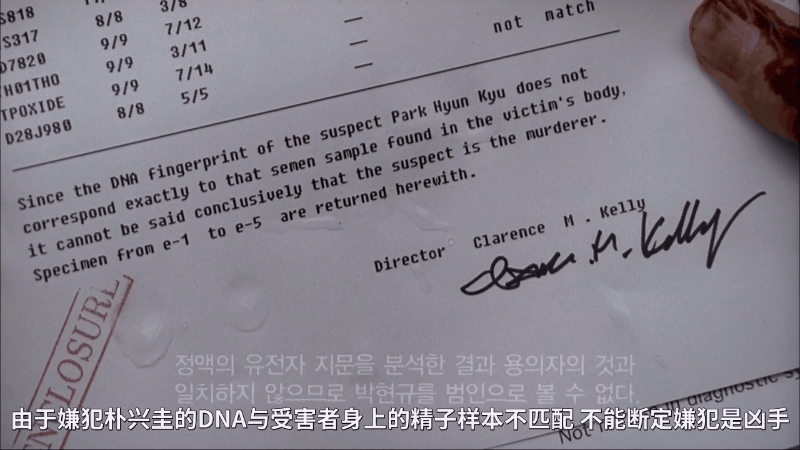 S818 8/8 3/8
S317 9/9 7/12 —
D7820 9/9 3/11 — not match
TH01THO 9/9 7/14 —
TPOXIDE 8/8 5/5
D28J980
Since the DNA fingerprint of the suspect Park Hyun Kyu does not
correspond exactly to that semen sample found in the victim's body,
it cannot be said conclusively that the suspect is the murderer.
Specimen from e-1 to e-5 are returned herewith.
Director Clarence M . Kelly
Clarence M. Kelly
ENCLOSURE
정액의 유전자 지문을 분석한 결과 용의자의 것과
일치하지 않으므로 박현규를 범인으로 볼 수 없다.
in diagnostic
Not
由于嫌犯朴兴圭的DNA与受害者身上的精子样本不匹配 不能断定嫌犯是凶手